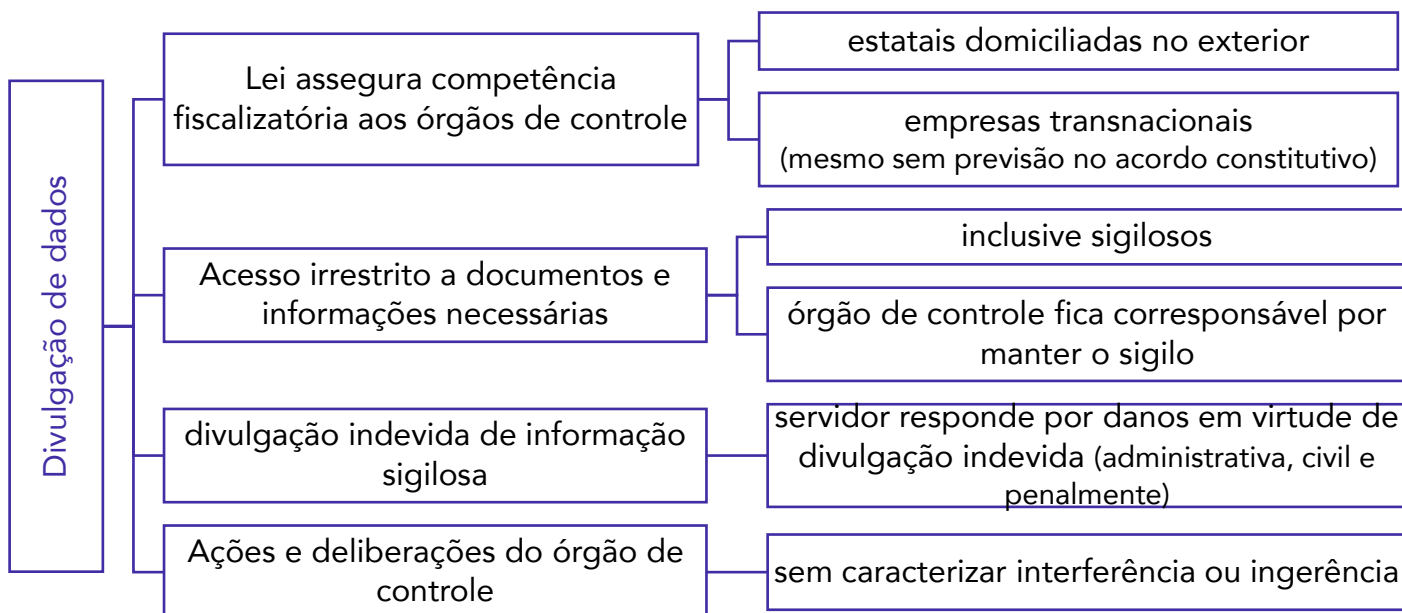 Divulgação de dados
Lei assegura competência
fiscalizatória aos órgãos de controle
estatais domiciliadas no exterior
empresas transnacionais
(mesmo sem previsão no acordo constitutivo)
Acesso irrestrito a documentos e
informações necessárias
inclusive sigilosos
órgão de controle fica corresponsável por
manter o sigilo
divulgação indevida de informação
sigilosa
servidor responde por danos em virtude de
divulgação indevida (administrativa, civil e
penalmente)
Ações e deliberações do órgão de
controle
sem caracterizar interferência ou ingerência